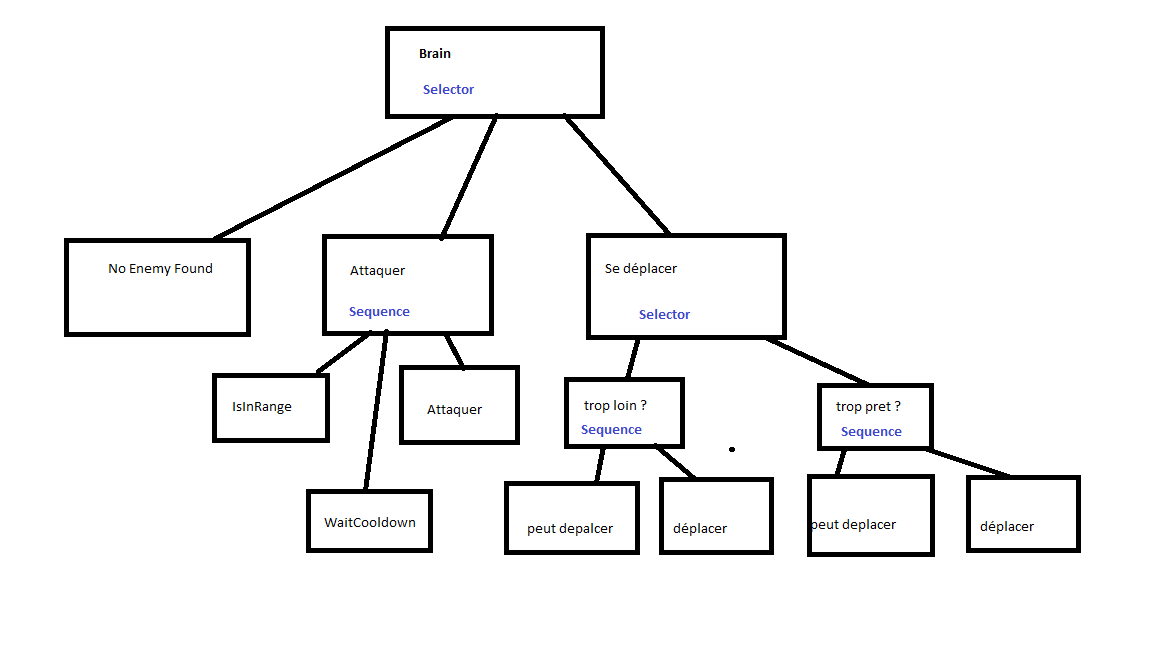 Brain
Selector
No Enemy Found
Attaquer
Sequence
Se déplacer
Selector
IsInRange
Attaquer
trop loin ?
Sequence
trop pret ?
Sequence
WaitCooldown
peut depalcer
déplacer
peut deplacer
déplacer